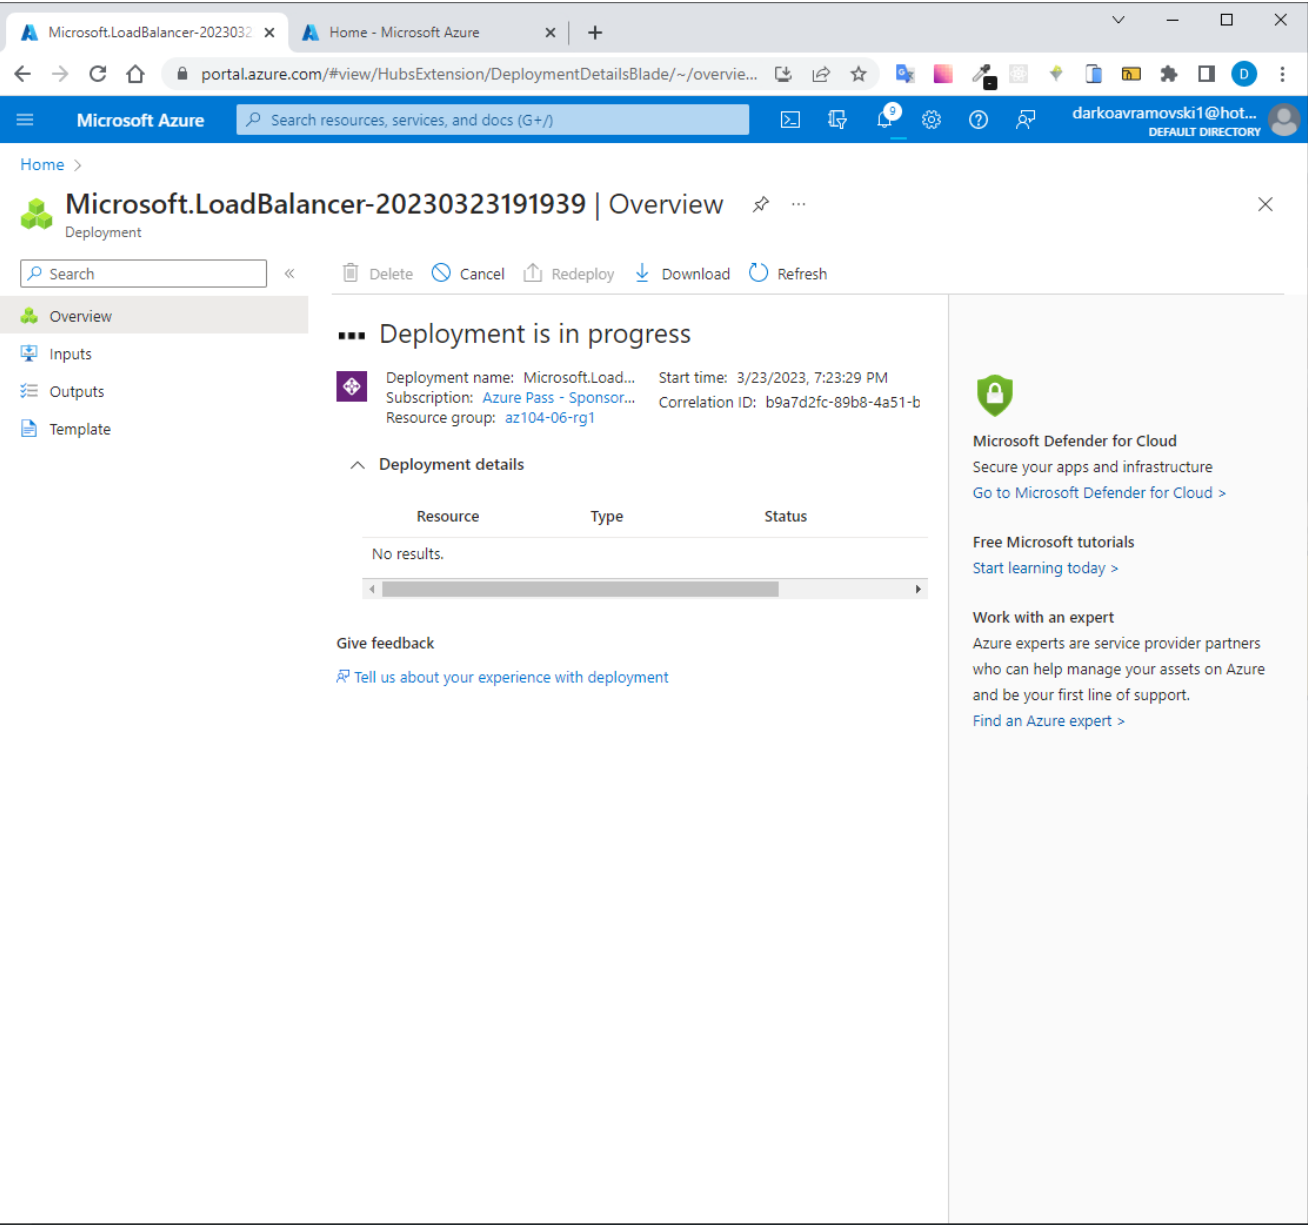 Microsoft.LoadBalancer-2023032
Home - Microsoft Azure
portal.azure.com/#view/HubsExtension/DeploymentDetailsBlade/~/overvie...
D
Microsoft Azure
Search resources, services, and docs (G+/)
9
darkoavramovski1@hot...
DEFAULT DIRECTORY
Home >
Microsoft.LoadBalancer-20230323191939 | Overview
Deployment
Search
Delete
Cancel
Redeploy
Download
Refresh
Overview
Inputs
Outputs
Template
Deployment is in progress
Deployment name: Microsoft.Load...
Subscription: Azure Pass - Sponsor...
Resource group: az104-06-rg1
Start time: 3/23/2023, 7:23:29 PM
Correlation ID: b9a7d2fc-89b8-4a51-b
Deployment details
Resource Type Status
No results.
Give feedback
Tell us about your experience with deployment
Microsoft Defender for Cloud
Secure your apps and infrastructure
Go to Microsoft Defender for Cloud >
Free Microsoft tutorials
Start learning today >
Work with an expert
Azure experts are service provider partners
who can help manage your assets on Azure
and be your first line of support.
Find an Azure expert >